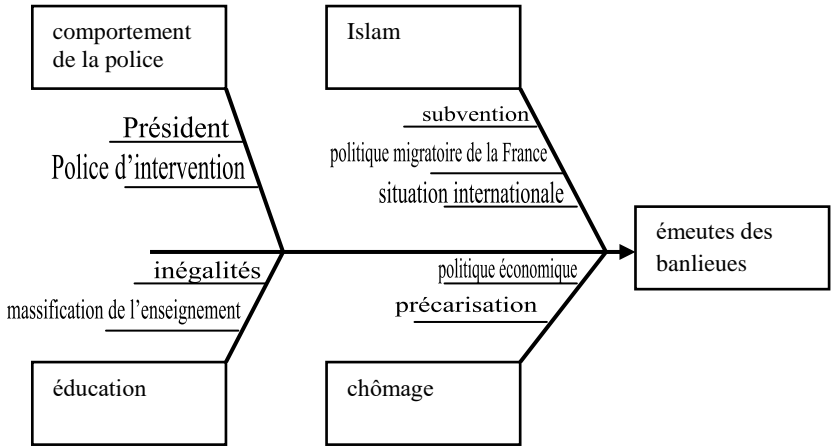 comportement
de la police
Islam
Président
Police d’intervention
subvention
politique migratoire de la France
situation internationale
émeutes des
banlieues
inégalités
massification de l’enseignement
politique économique
précarisation
éducation
chômage